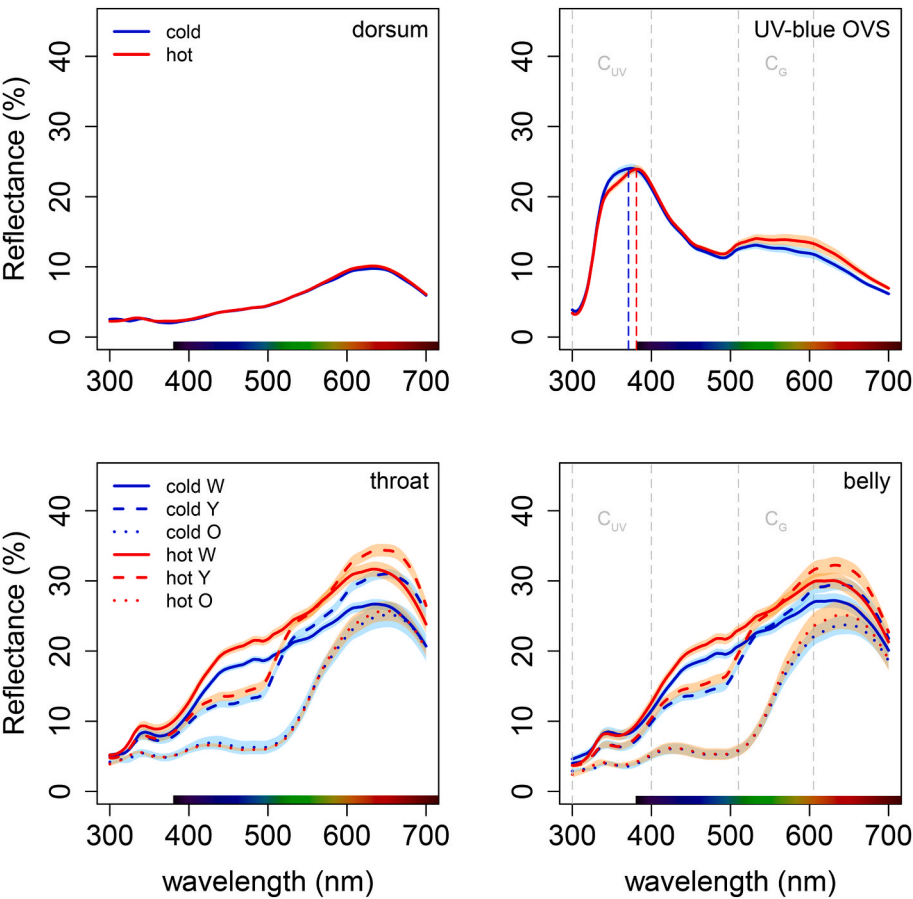 dorsum
cold
hot
Reflectance (%)
0
10
20
30
40
300
400
500
600
700
UV-blue OVS
C_UV
C_G
0
10
20
30
40
300
400
500
600
700
throat
cold W
cold Y
cold O
hot W
hot Y
hot O
Reflectance (%)
0
10
20
30
40
300
400
500
600
700
wavelength (nm)
belly
C_UV
C_G
0
10
20
30
40
300
400
500
600
700
wavelength (nm)